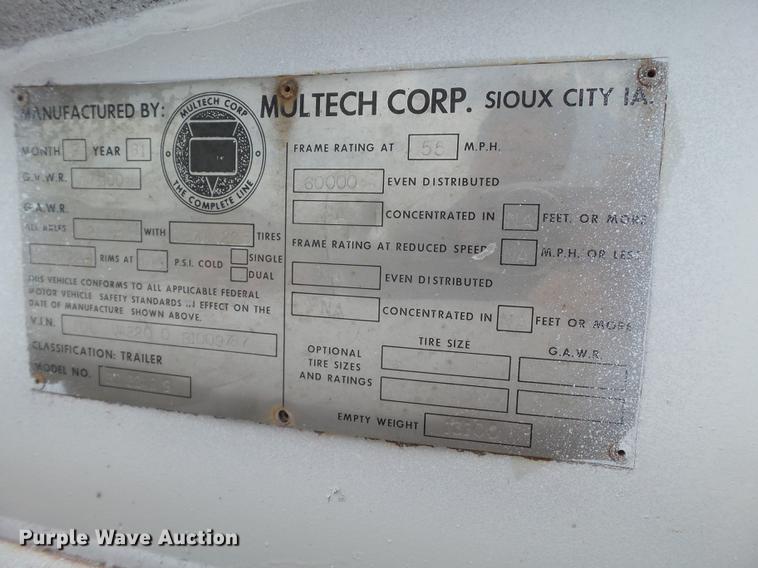 MANUFACTURED BY:
MULTECH CORP
THE COMPLETE LINE
MONTH YEAR 81
G.V.W.R.
G.A.W.R.
ALL AXLES WITH TIRES
RIMS AT P.S.I. COLD SINGLE
DUAL
THIS VEHICLE CONFORMS TO ALL APPLICABLE FEDERAL
MOTOR VEHICLE SAFETY STANDARDS IN EFFECT ON THE
DATE OF MANUFACTURE SHOWN ABOVE.
V.I.N.
CLASSIFICATION: TRAILER
MODEL NO.
MULTECH CORP. SIOUX CITY IA.
FRAME RATING AT 55 M.P.H.
60000 EVEN DISTRIBUTED
CONCENTRATED IN FEET. OR MORE
FRAME RATING AT REDUCED SPEED M.P.H. OR LESS
EVEN DISTRIBUTED
NA CONCENTRATED IN FEET OR MORE
TIRE SIZE G.A.W.R.
OPTIONAL
TIRE SIZES
AND RATINGS
EMPTY WEIGHT
Purple Wave Auction